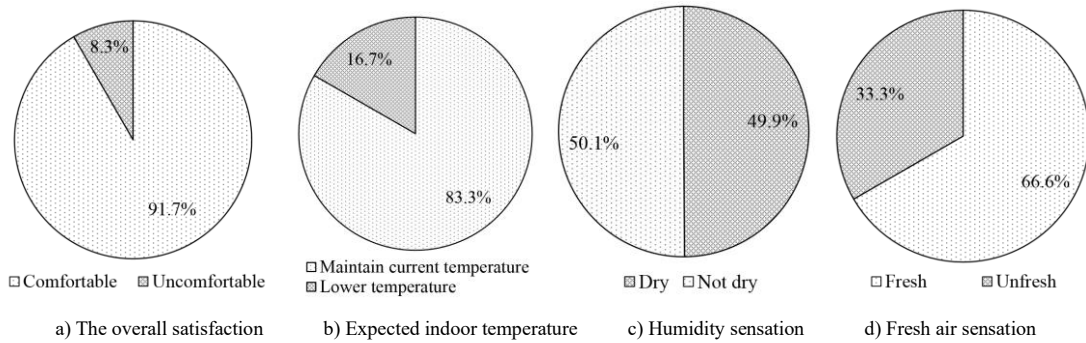 8.3%
91.7%
Comfortable Uncomfortable
a) The overall satisfaction
16.7%
83.3%
Maintain current temperature
Lower temperature
b) Expected indoor temperature
50.1%
49.9%
Dry Not dry
c) Humidity sensation
33.3%
66.6%
Fresh Unfresh
d) Fresh air sensation